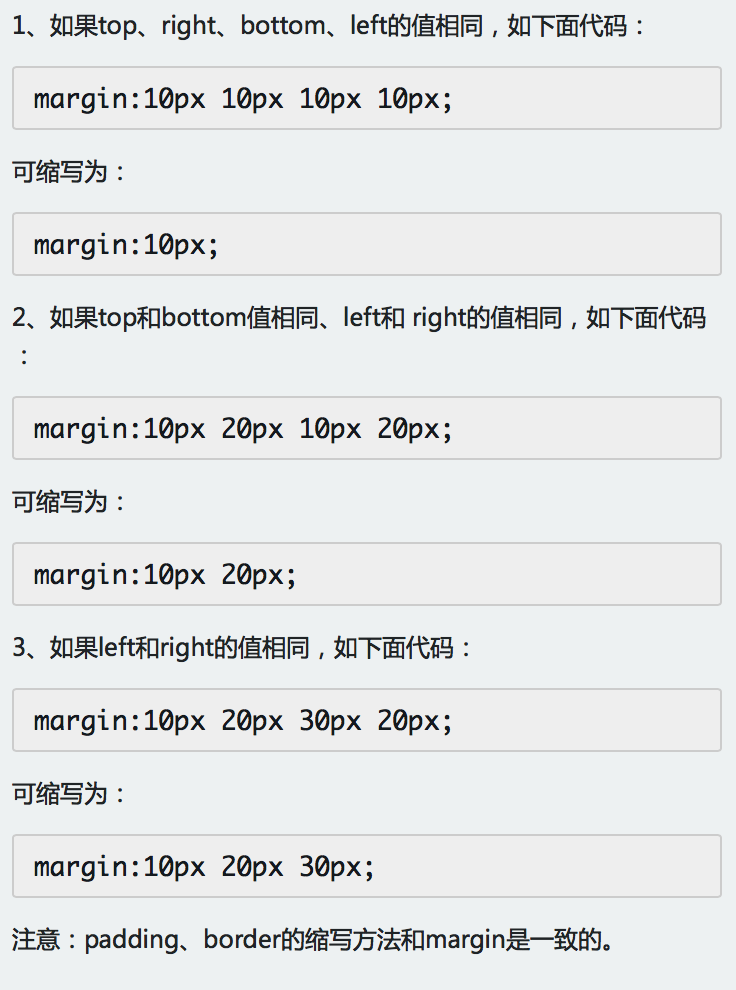 1、如果top、right、bottom、left的值相同，如下面代码：
margin:10px 10px 10px 10px;
可缩写为：
margin:10px;
2、如果top和bottom值相同、left和 right的值相同，如下面代码
：
margin:10px 20px 10px 20px;
可缩写为：
margin:10px 20px;
3、如果left和right的值相同，如下面代码：
margin:10px 20px 30px 20px;
可缩写为：
margin:10px 20px 30px;
注意：padding、border的缩写方法和margin是一致的。